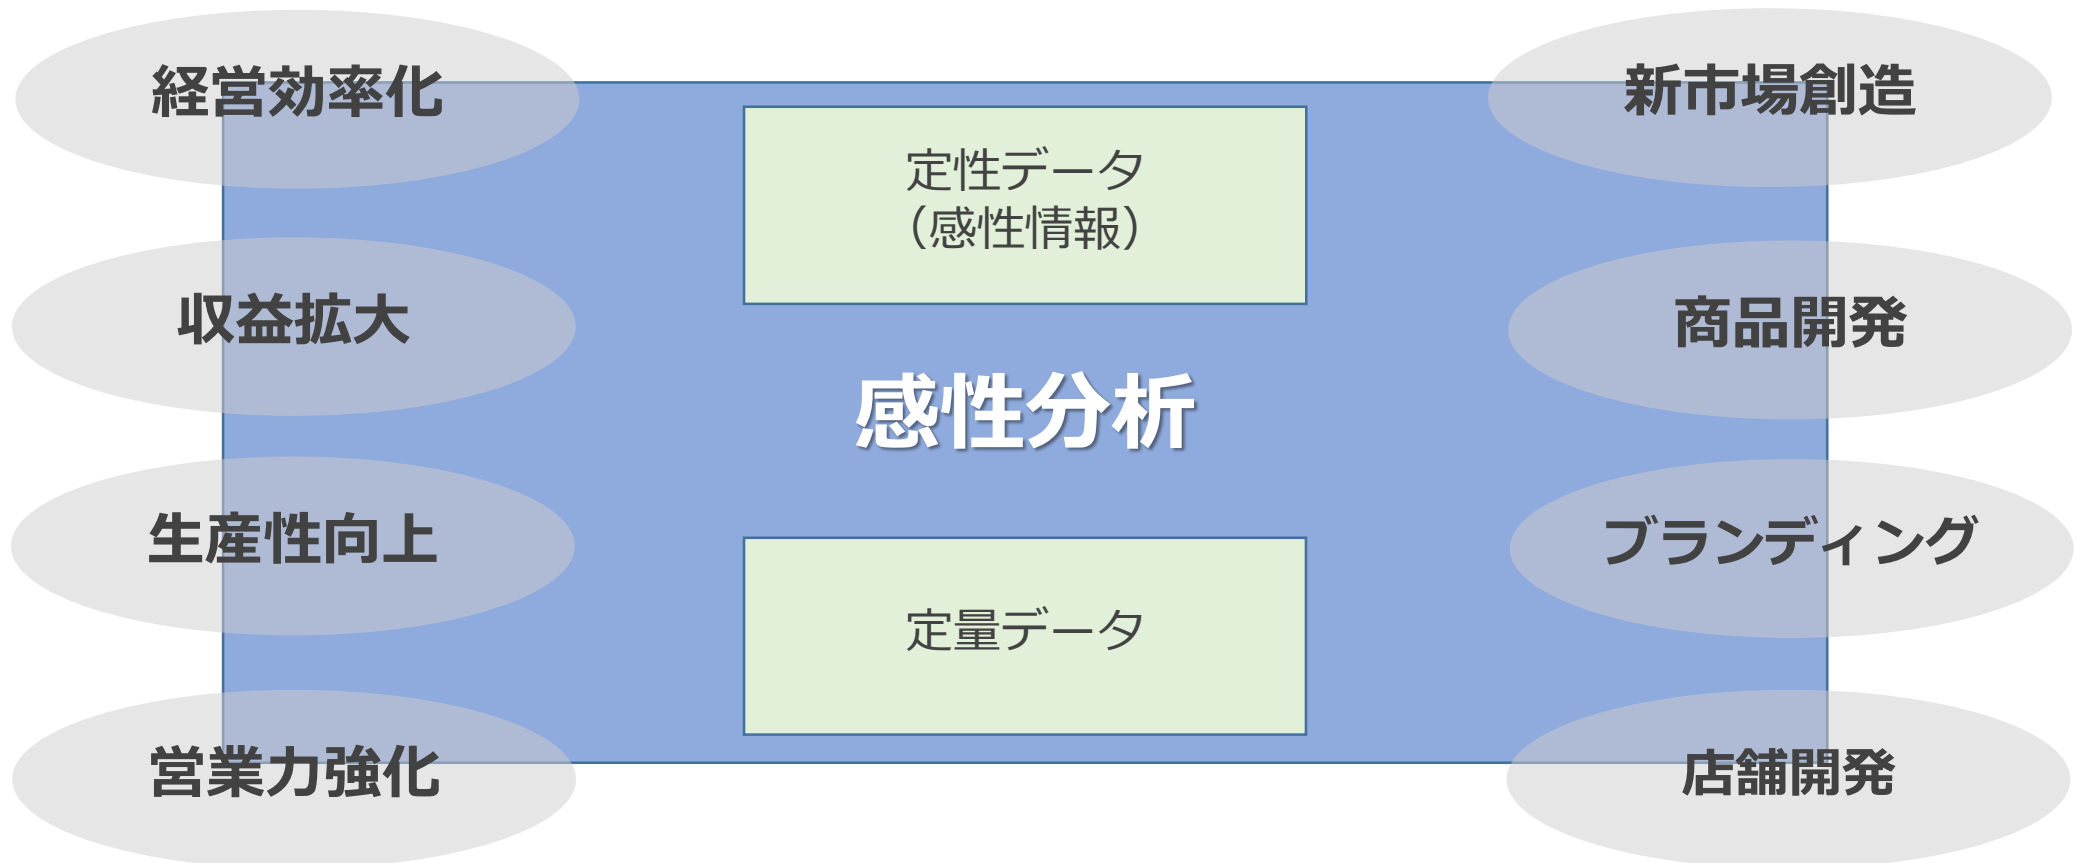 経営効率化
新市場創造
定性データ
（感性情報）
収益拡大
商品開発
感性分析
生産性向上
ブランディング
定量データ
営業力強化
店舗開発